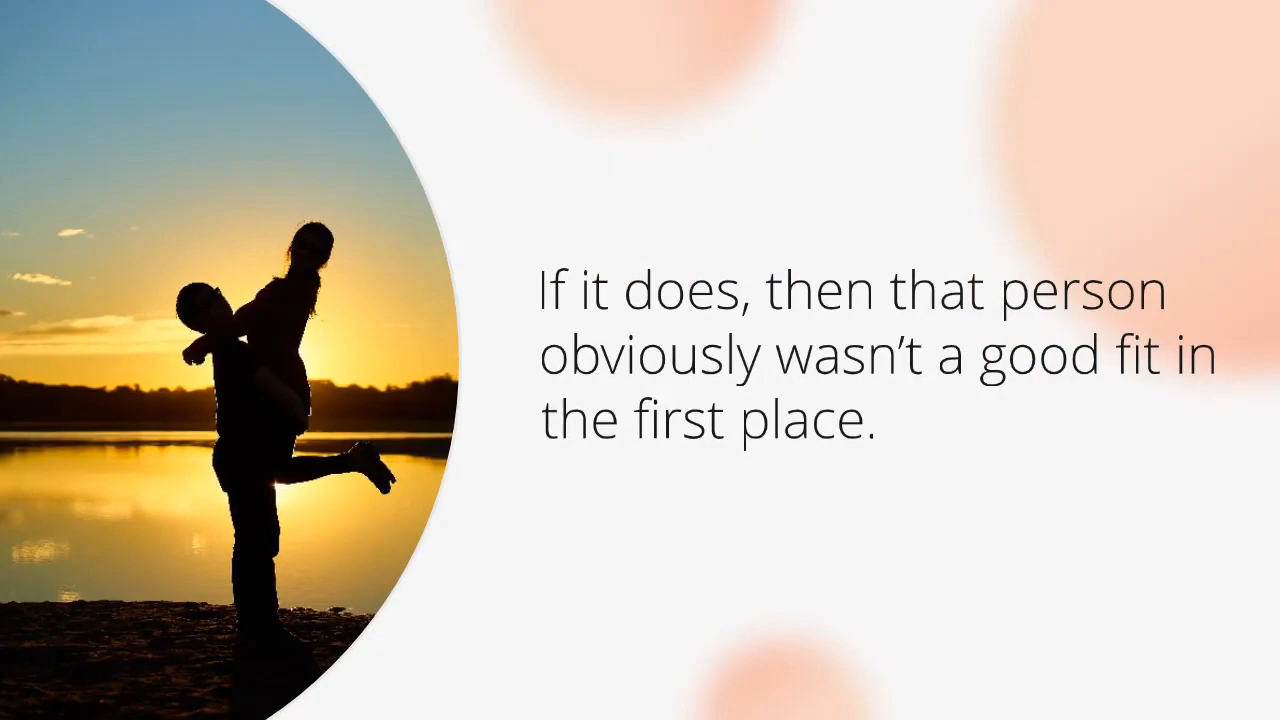 If it does, then that person
obviously wasn’t a good fit in
the first place.